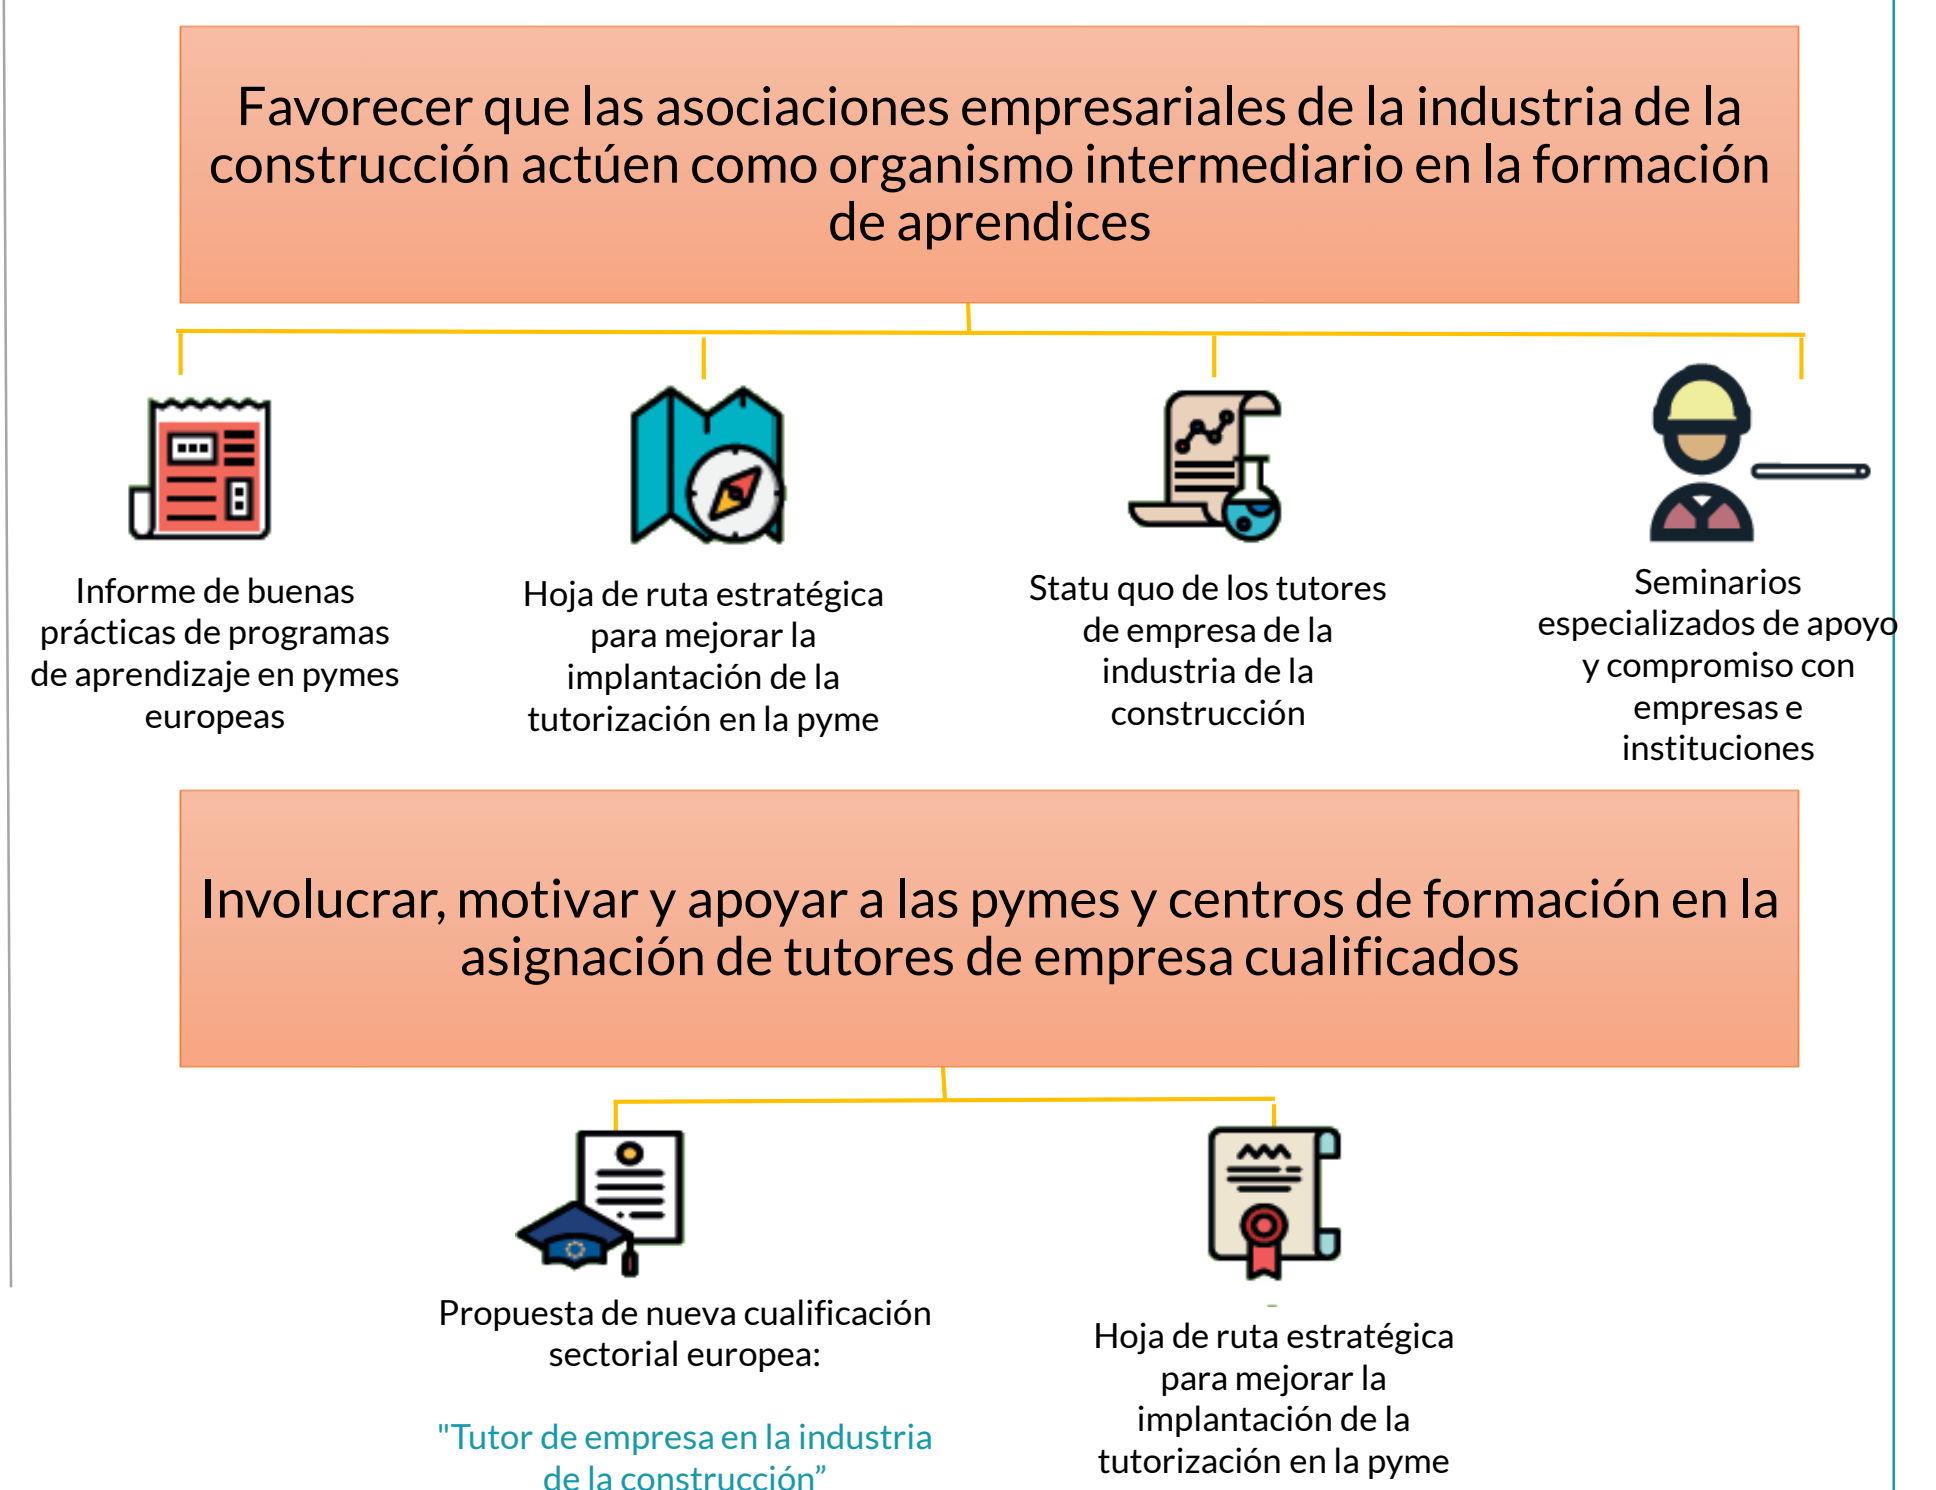 Favorecer que las asociaciones empresariales de la industria de la
construcción actúen como organismo intermediario en la formación
de aprendices
Informe de buenas
prácticas de programas
de aprendizaje en pymes
europeas
Hoja de ruta estratégica
para mejorar la
implantación de la
tutorización en la pyme
Statu quo de los tutores
de empresa de la
industria de la
construcción
Seminarios
especializados de apoyo
y compromiso con
empresas e
instituciones
Involucrar, motivar y apoyar a las pymes y centros de formación en la
asignación de tutores de empresa cualificados
Propuesta de nueva cualificación
sectorial europea:
"Tutor de empresa en la industria
de la construcción”
Hoja de ruta estratégica
para mejorar la
implantación de la
tutorización en la pyme